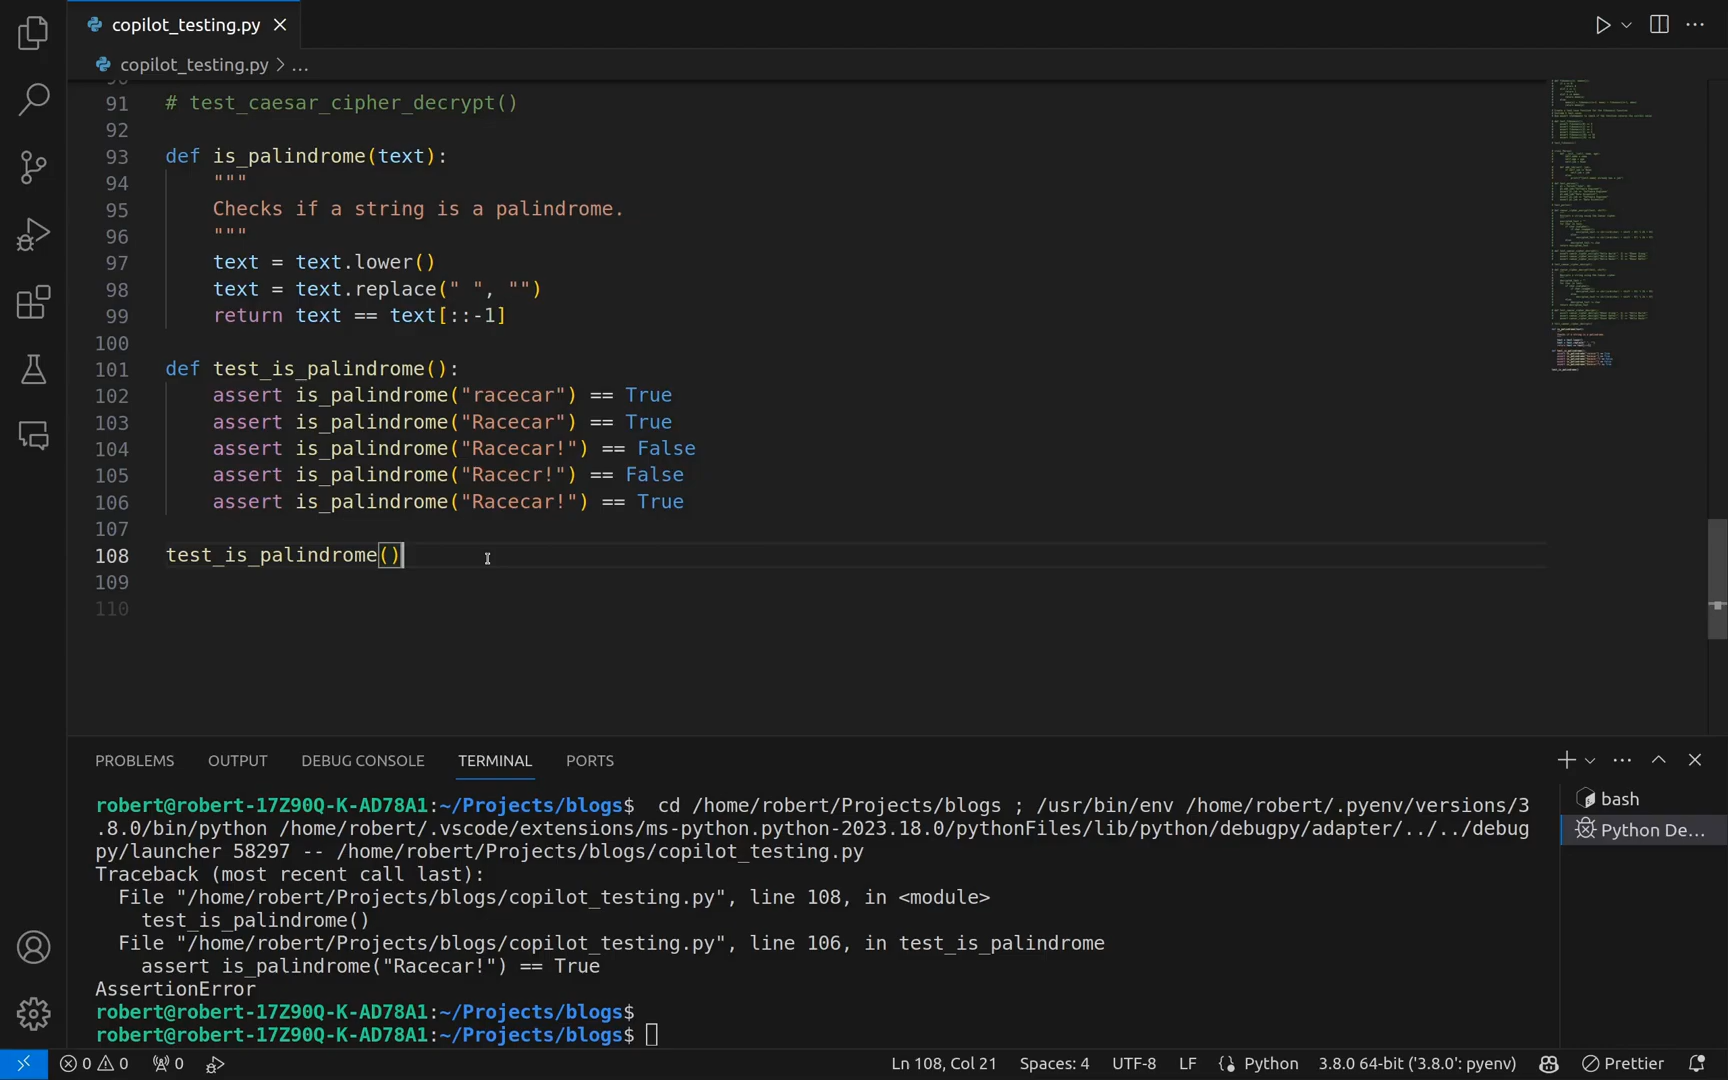 copilot_testing.py
copilot_testing.py > ...
91 # test_caesar_cipher_decrypt()
92
93 def is_palindrome(text):
94 """
95 Checks if a string is a palindrome.
96 """
97 text = text.lower()
98 text = text.replace(" ", "")
99 return text == text[::-1]
100
101 def test_is_palindrome():
102 assert is_palindrome("racecar") == True
103 assert is_palindrome("Racecar") == True
104 assert is_palindrome("Racecar!") == False
105 assert is_palindrome("Racecr!") == False
106 assert is_palindrome("Racecar!") == True
107
108 test_is_palindrome()
109
110
PROBLEMS OUTPUT DEBUG CONSOLE TERMINAL PORTS
robert@robert-17Z90Q-K-AD78A1:~/Projects/blogs$ cd /home/robert/Projects/blogs ; /usr/bin/env /home/robert/.pyenv/versions/3
.8.0/bin/python /home/robert/.vscode/extensions/ms-python.python-2023.18.0/pythonFiles/lib/python/debugpy/adapter/../../debug
py/launcher 58297 -- /home/robert/Projects/blogs/copilot_testing.py
Traceback (most recent call last):
File "/home/robert/Projects/blogs/copilot_testing.py", line 108, in <module>
test_is_palindrome()
File "/home/robert/Projects/blogs/copilot_testing.py", line 106, in test_is_palindrome
assert is_palindrome("Racecar!") == True
AssertionError
robert@robert-17Z90Q-K-AD78A1:~/Projects/blogs$
robert@robert-17Z90Q-K-AD78A1:~/Projects/blogs$
bash
Python De...
0 0 0 Ln 108, Col 21 Spaces: 4 UTF-8 LF Python 3.8.0 64-bit ('3.8.0': pyenv) Prettier